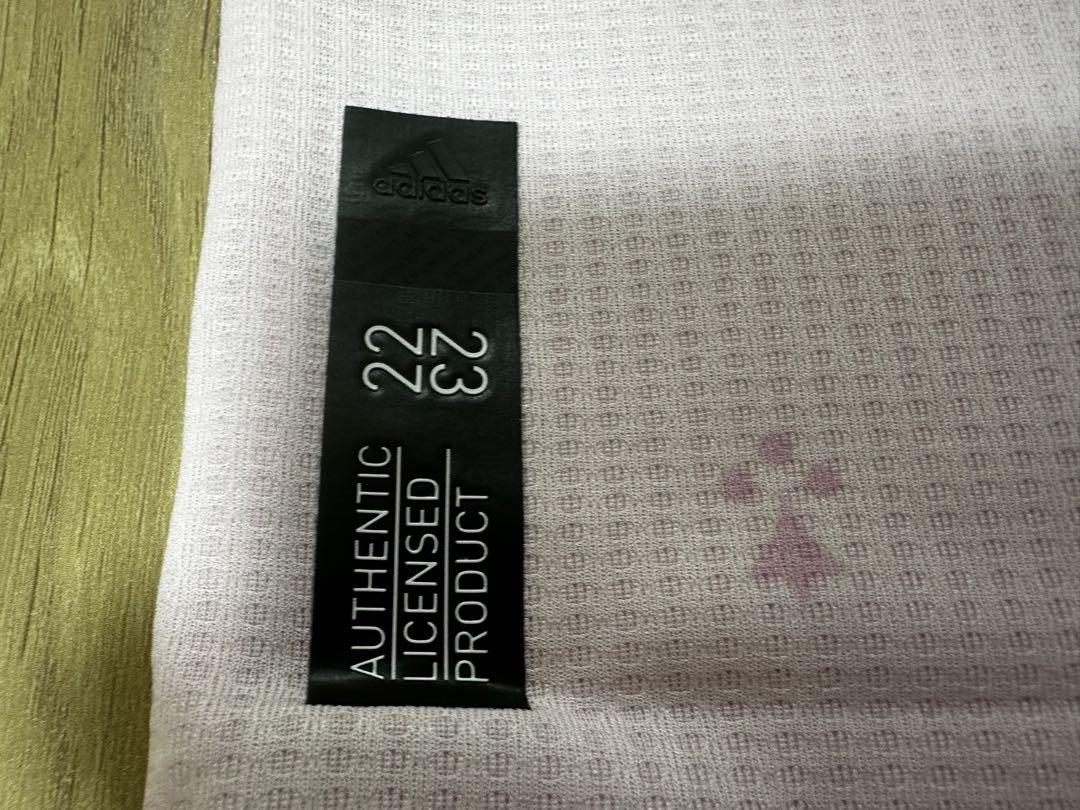 adidas
22
23
AUTHENTIC
LICENSED
PRODUCT